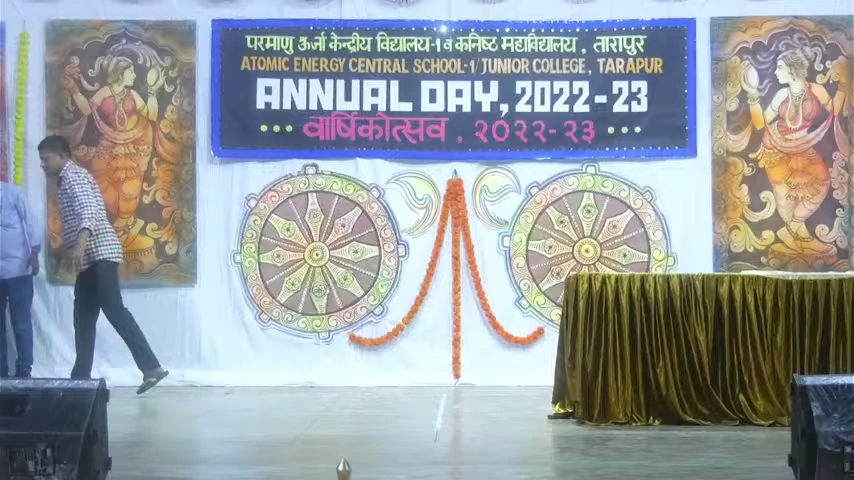 परमाणु ऊर्जा केन्द्रीय विद्यालय-१ व कनिष्ठ महाविद्यालय, तारापुर
ATOMIC ENERGY CENTRAL SCHOOL-1/JUNIOR COLLEGE, TARAPUR
ANNUAL DAY, 2022-23
वार्षिकोत्सव, २०२२-२३